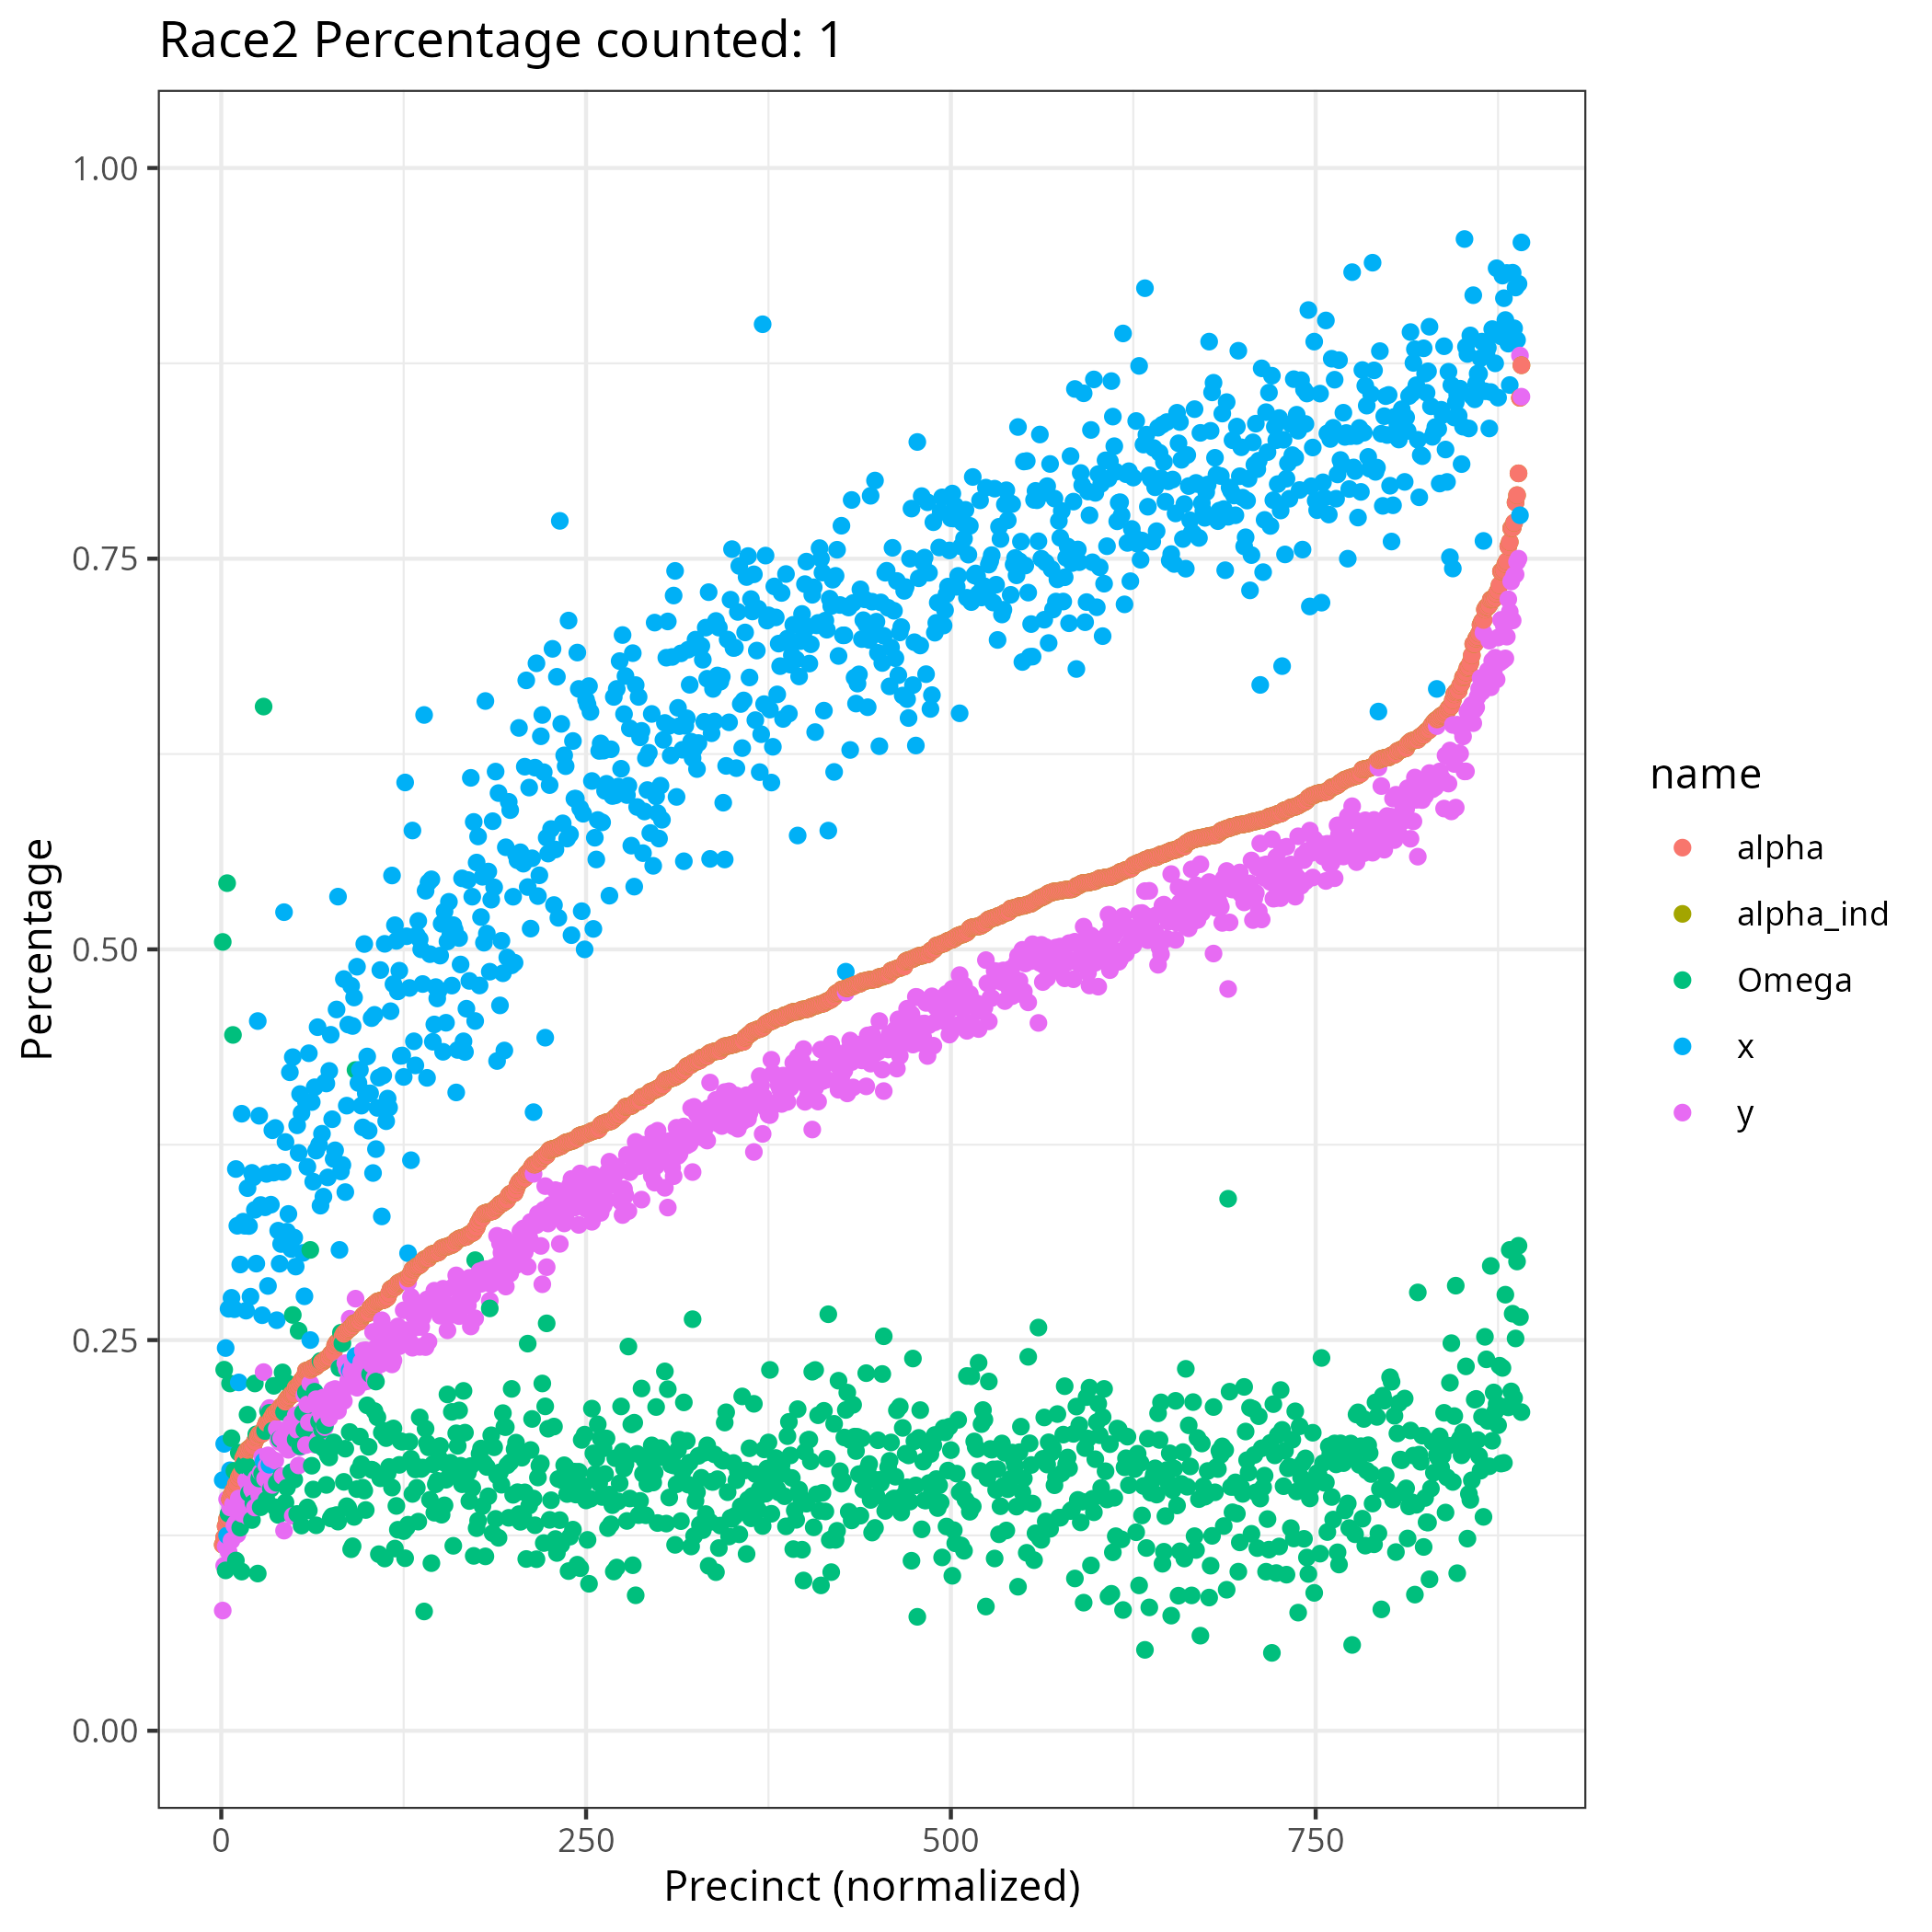 Race2 Percentage counted: 1
1.00
0.75
0.50
0.25
0.00
Percentage
0 250 500 750
Precinct (normalized)
name
alpha
alpha_ind
Omega
x
y